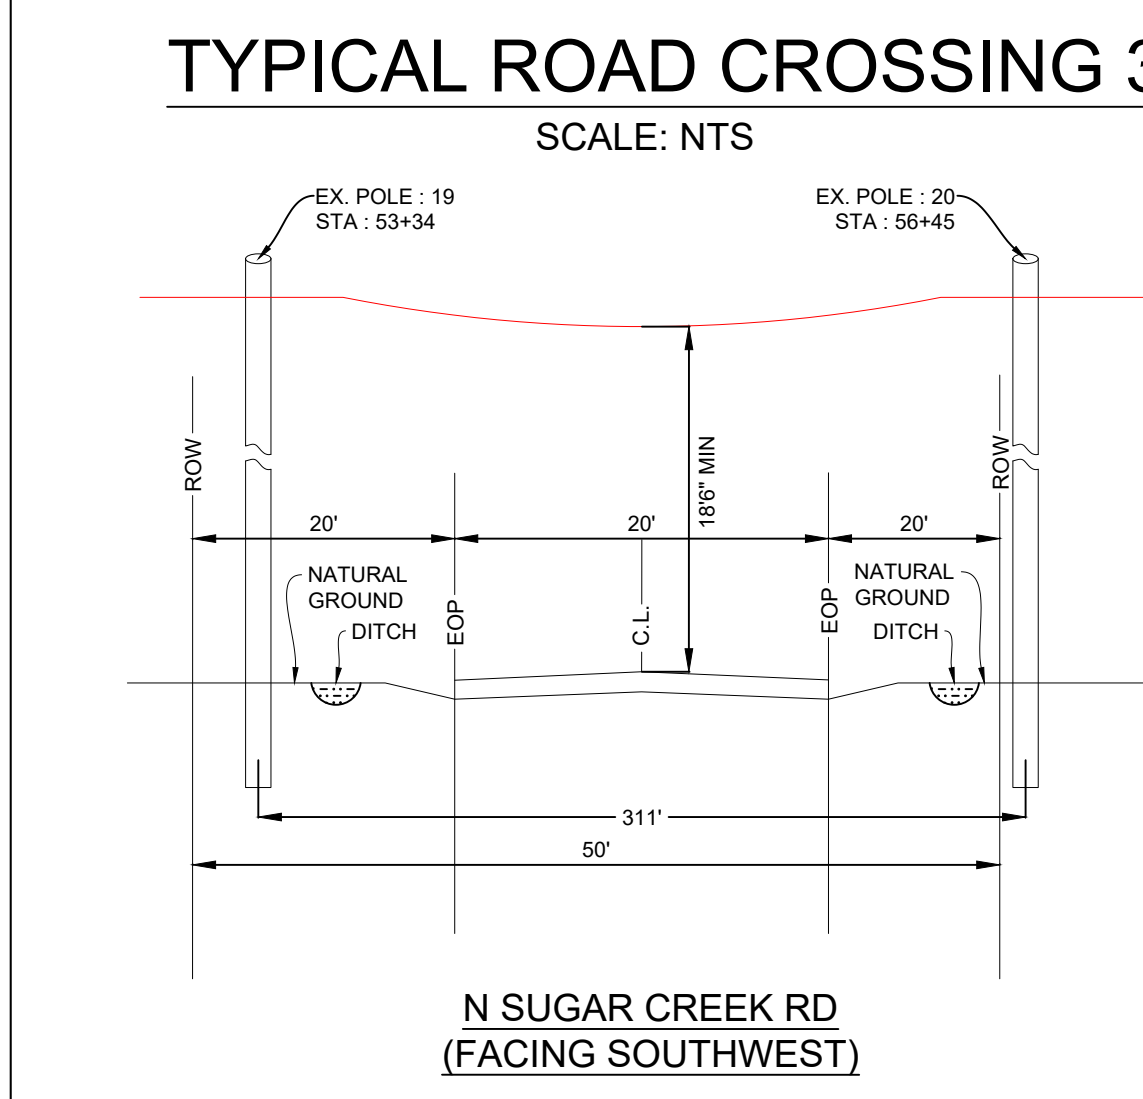 TYPICAL ROAD CROSSING 3
SCALE: NTS
EX. POLE : 19
STA : 53+34
EX. POLE : 20
STA : 56+45
ROW
ROW
18'6" MIN
20'
20'
20'
NATURAL
GROUND
DITCH
EOP
C.L.
EOP
NATURAL
GROUND
DITCH
311'
50'
N SUGAR CREEK RD
(FACING SOUTHWEST)